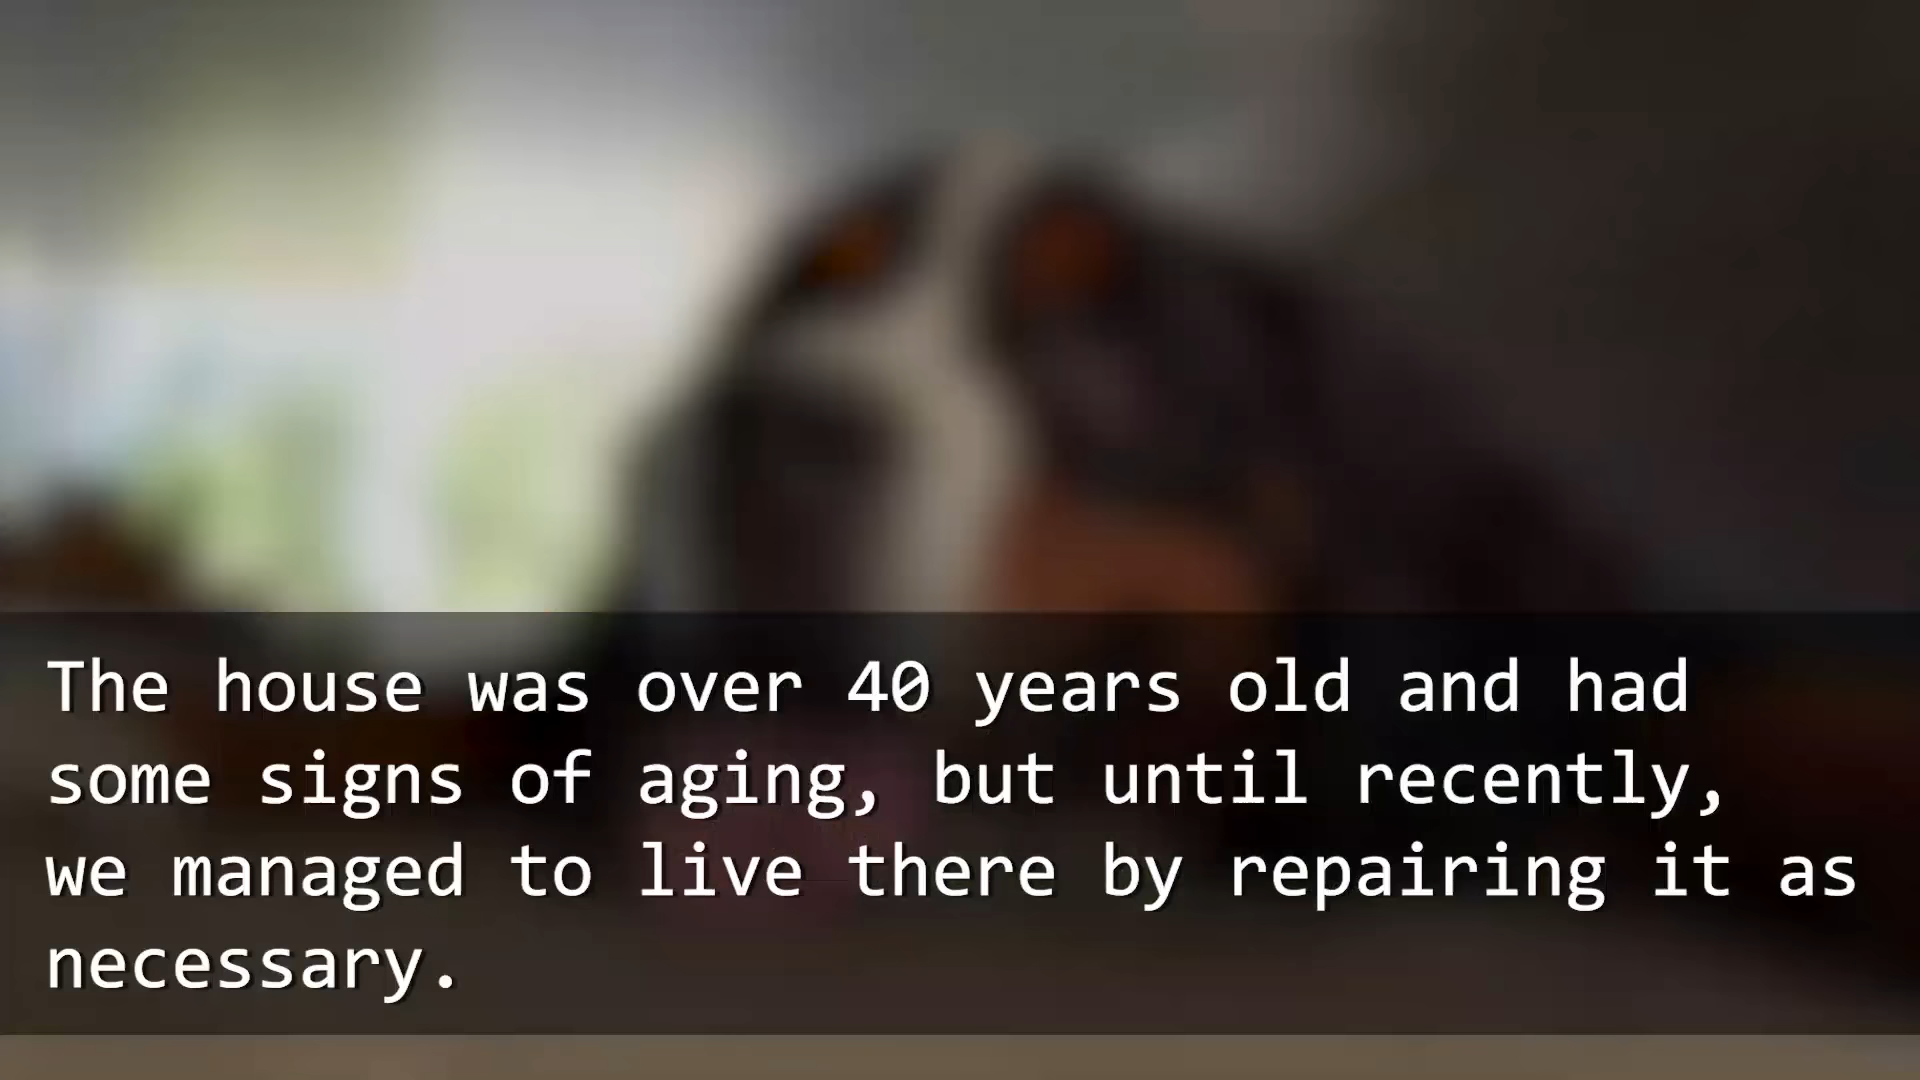 The house was over 40 years old and had
some signs of aging, but until recently,
we managed to live there by repairing it as
necessary.